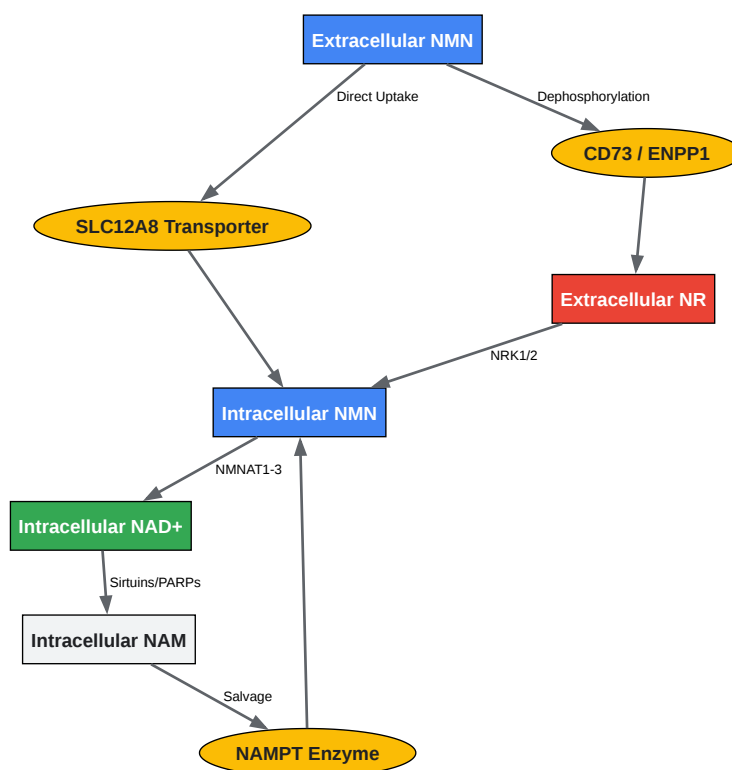 Extracellular NMN
Direct Uptake
Dephosphorylation
CD73 / ENPP1
SLC12A8 Transporter
Extracellular NR
NRK1/2
Intracellular NMN
NMNAT1-3
Intracellular NAD+
Sirtuins/PARPs
Intracellular NAM
Salvage
NAMPT Enzyme